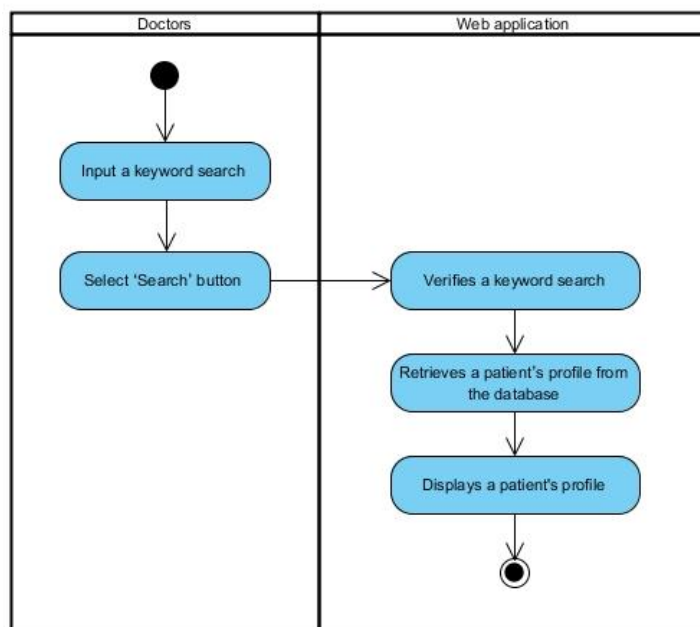 Doctors
Web application
Input a keyword search
Select ‘Search’ button
Verifies a keyword search
Retrieves a patient’s profile from
the database
Displays a patient's profile